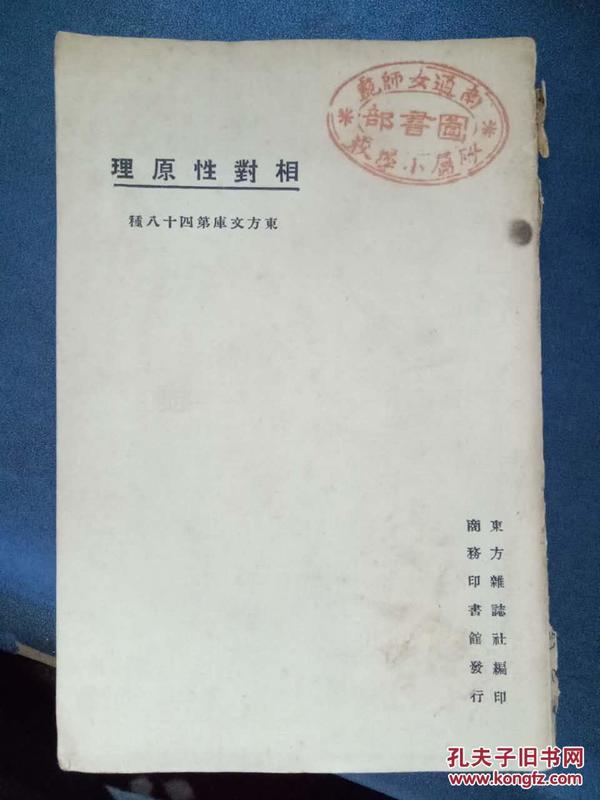 南通女師範
圖書部
附屬小學校
相對性原理
東方文庫第四十八種
東方雜誌社編印
商務印書館發行
孔夫子旧书网
www.kongfz.com